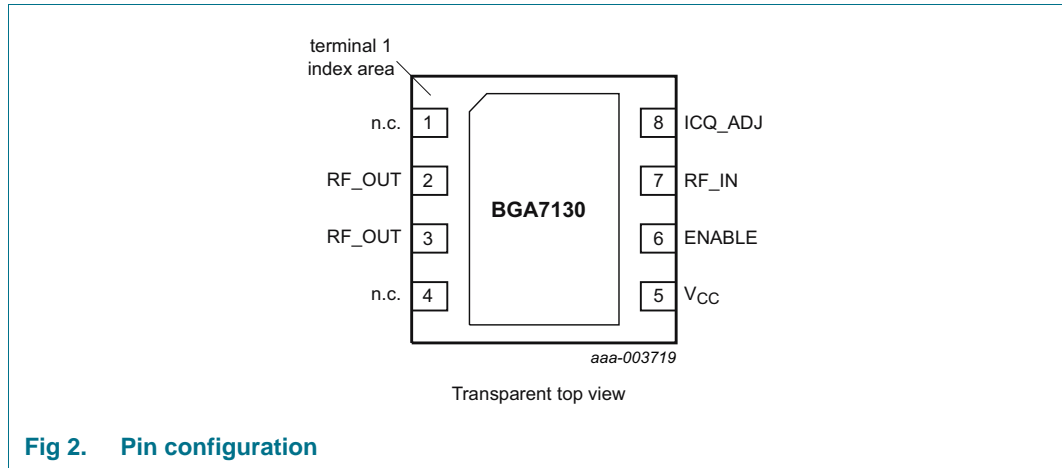 terminal 1
index area
n.c. 1
8 ICQ_ADJ
RF_OUT 2
7 RF_IN
BGA7130
RF_OUT 3
6 ENABLE
n.c. 4
5 VCC
aaa-003719
Transparent top view
Fig 2. Pin configuration